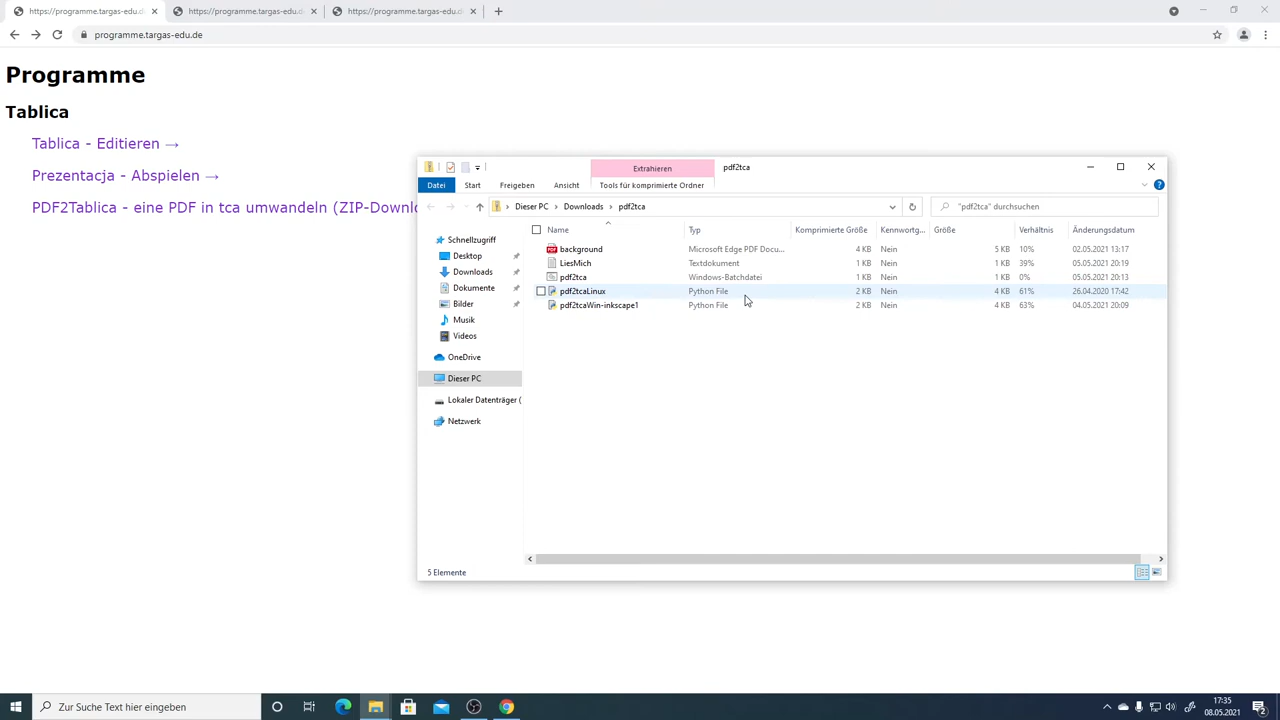 https://programme.targas-edu.de
https://programme.targas-edu.de
https://programme.targas-edu.de
programme.targas-edu.de
Programme
Tablica
Tablica - Editieren →
Prezentacja - Abspielen →
PDF2Tablica - eine PDF in tca umwandeln (ZIP-Downlo
Extrahieren
pdf2tca
Datei Start Freigeben Ansicht Tools für komprimierte Ordner
Dieser PC > Downloads > pdf2tca
"pdf2tca" durchsuchen
Name Typ Komprimierte Größe Kennwortg... Größe Verhältnis Änderungsdatum
background Microsoft Edge PDF Docu... 4 KB Nein 5 KB 10% 02.05.2021 13:17
LiesMich Textdokument 1 KB Nein 1 KB 39% 05.05.2021 20:19
pdf2tca Windows-Batchdatei 1 KB Nein 1 KB 0% 05.05.2021 20:13
pdf2tcaLinux Python File 2 KB Nein 4 KB 61% 26.04.2020 17:42
pdf2tcaWin-inkscape1 Python File 2 KB Nein 4 KB 63% 04.05.2021 20:09
Schnellzugriff
Desktop
Downloads
Dokumente
Bilder
Musik
Videos
OneDrive
Dieser PC
Lokaler Datenträger (
Netzwerk
5 Elemente
Zur Suche Text hier eingeben
17:35
08.05.2021
2